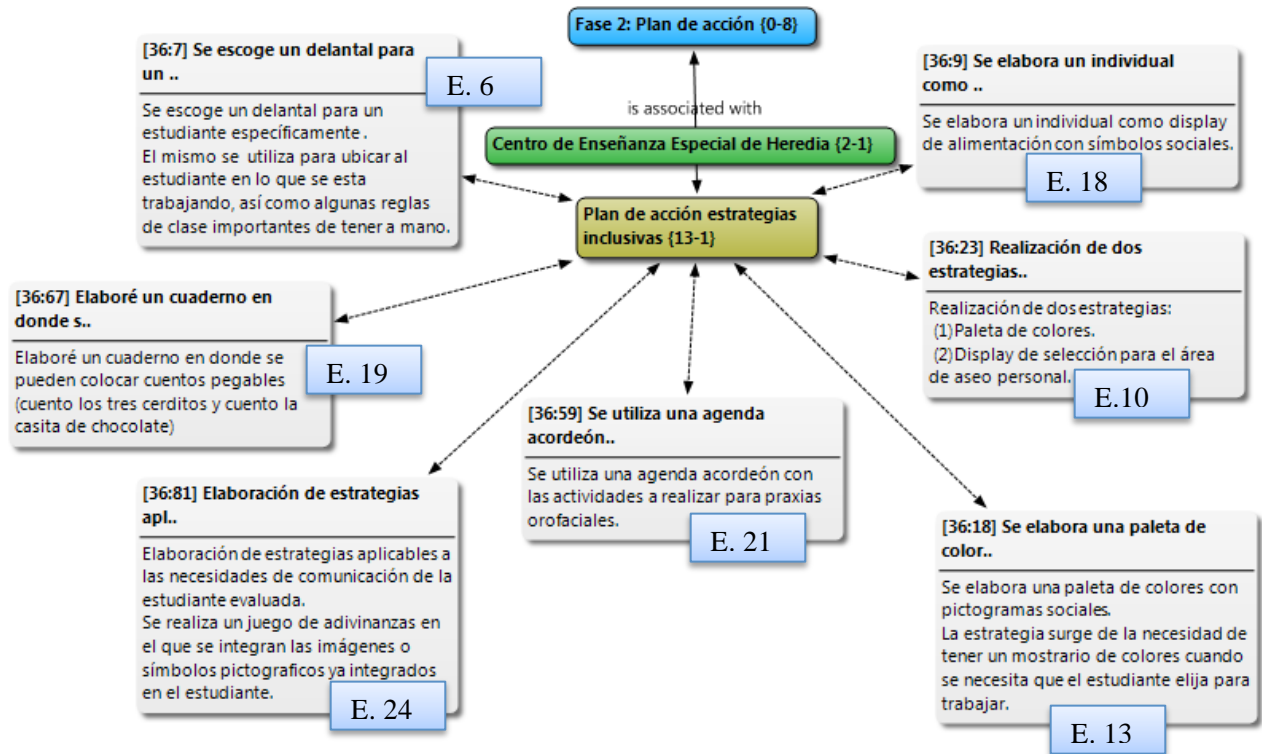 Fase 2: Plan de acción {0-8}
is associated with
Centro de Enseñanza Especial de Heredia {2-1}
Plan de acción estrategias
inclusivas {13-1}
[36:7] Se escoge un delantal para
un ..
Se escoge un delantal para un
estudiante específicamente .
El mismo se utiliza para ubicar al
estudiante en lo que se esta
trabajando, así como algunas reglas
de clase importantes de tener a mano.
E. 6
[36:9] Se elabora un individual
como ..
Se elabora un individual como display
de alimentación con símbolos sociales.
E. 18
[36:23] Realización de dos
estrategias..
Realización de dos estrategias:
(1)Paleta de colores.
(2)Display de selección para el área
de aseo personal.
E.10
[36:67] Elaboré un cuaderno en
donde s..
Elaboré un cuaderno en donde se
pueden colocar cuentos pegables
(cuento los tres cerditos y cuento la
casita de chocolate)
E. 19
[36:59] Se utiliza una agenda
acordeón..
Se utiliza una agenda acordeón con
las actividades a realizar para praxias
orofaciales.
E. 21
[36:81] Elaboración de estrategias
apl..
Elaboración de estrategias aplicables a
las necesidades de comunicación de la
estudiante evaluada.
Se realiza un juego de adivinanzas en
el que se integran las imágenes o
símbolos pictograficos ya integrados
en el estudiante.
E. 24
[36:18] Se elabora una paleta de
color..
Se elabora una paleta de colores con
pictogramas sociales.
La estrategia surge de la necesidad de
tener un mostrario de colores cuando
se necesita que el estudiante elija para
trabajar.
E. 13